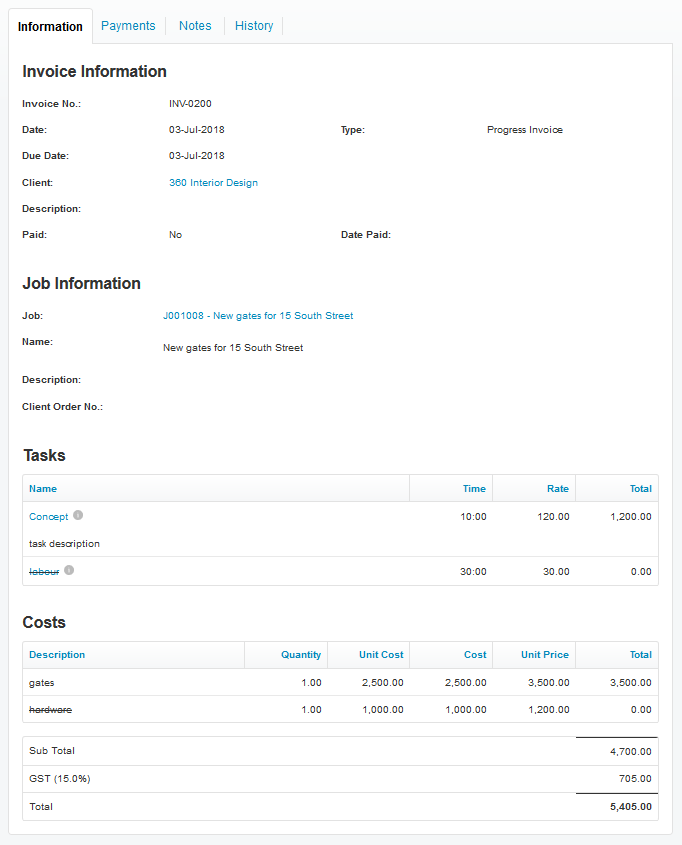 Information Payments Notes History
Invoice Information
Invoice No.: INV-0200
Date: 03-Jul-2018 Type: Progress Invoice
Due Date: 03-Jul-2018
Client: 360 Interior Design
Description:
Paid: No Date Paid:
Job Information
Job: J001008 - New gates for 15 South Street
Name: New gates for 15 South Street
Description:
Client Order No.:
Tasks
Name Time Rate Total
Concept 10:00 120.00 1,200.00
task description
labour 30:00 30.00 0.00
Costs
Description Quantity Unit Cost Cost Unit Price Total
gates 1.00 2,500.00 2,500.00 3,500.00 3,500.00
hardware 1.00 1,000.00 1,000.00 1,200.00 0.00
Sub Total 4,700.00
GST (15.0%) 705.00
Total 5,405.00